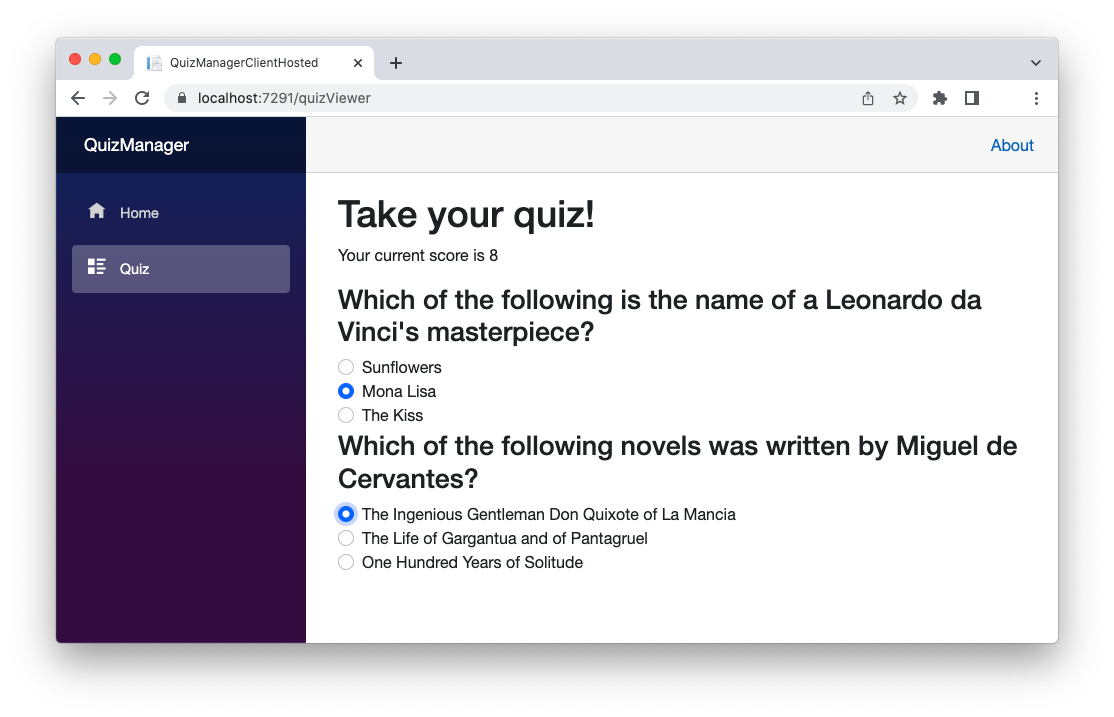 QuizManagerClientHosted
localhost:7291/quizViewer
QuizManager
About
Home
Quiz
Take your quiz!
Your current score is 8
Which of the following is the name of a Leonardo da
Vinci's masterpiece?
Sunflowers
Mona Lisa
The Kiss
Which of the following novels was written by Miguel de
Cervantes?
The Ingenious Gentleman Don Quixote of La Mancia
The Life of Gargantua and of Pantagruel
One Hundred Years of Solitude